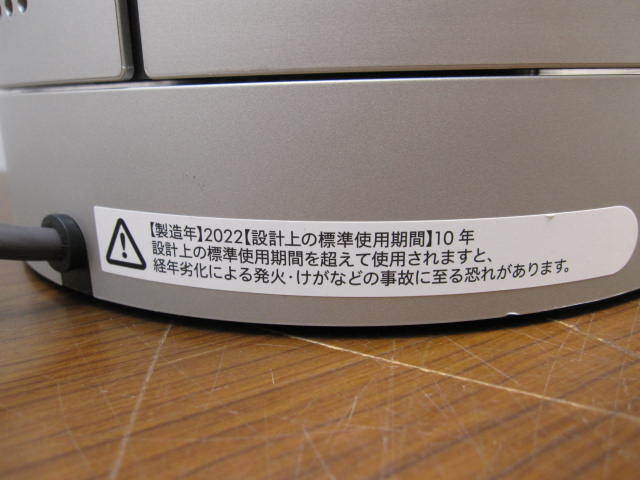 【製造年】2022【設計上の標準使用期間】10年
設計上の標準使用期間を超えて使用されますと、
経年劣化による発火・けがなどの事故に至る恐れがあります。